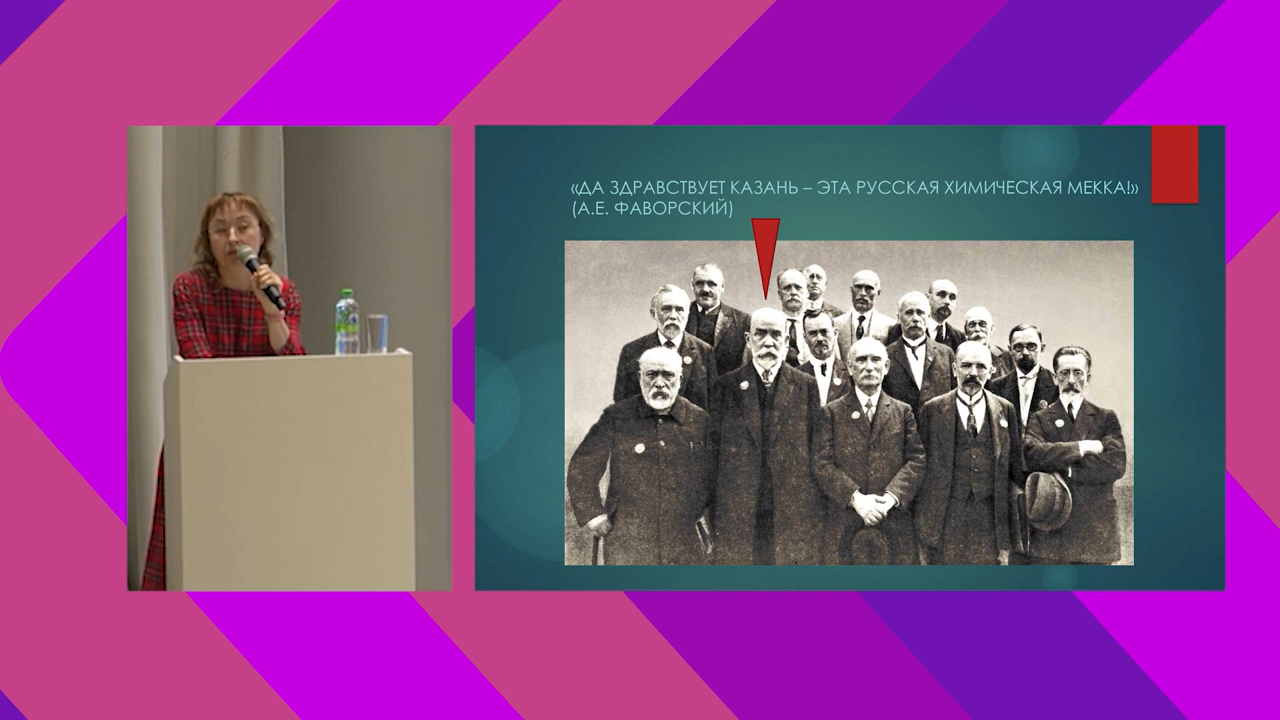 «ДА ЗДРАВСТВУЕТ КАЗАНЬ – ЭТА РУССКАЯ ХИМИЧЕСКАЯ МЕККА!»
(А.Е. ФАВОРСКИЙ)